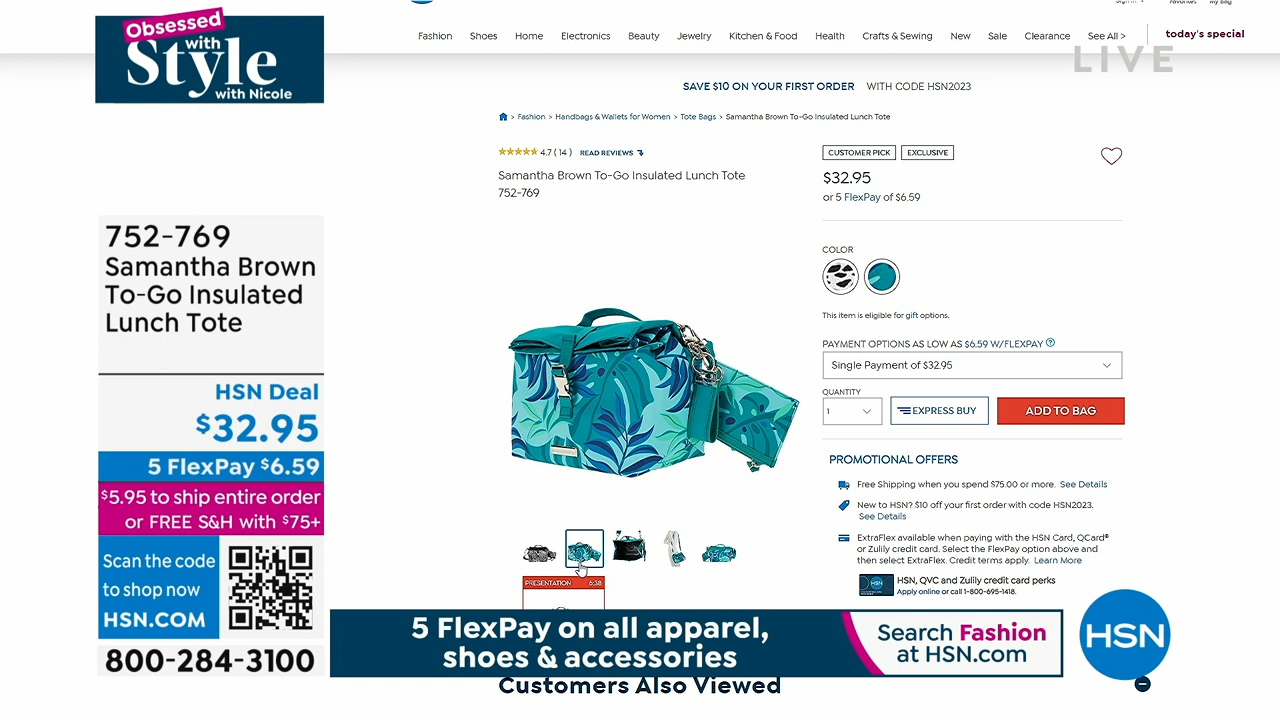 Obsessed
with
Style
with Nicole
Fashion Shoes Home Electronics Beauty Jewelry Kitchen & Food Health Crafts & Sewing New Sale Clearance See All > today's special
LIVE
SAVE $10 ON YOUR FIRST ORDER WITH CODE HSN2023
> Fashion > Handbags & Wallets for Women > Tote Bags > Samantha Brown To-Go Insulated Lunch Tote
4.7 ( 14 ) READ REVIEWS
Samantha Brown To-Go Insulated Lunch Tote
752-769
CUSTOMER PICK EXCLUSIVE
$32.95
or 5 FlexPay of $6.59
COLOR
This item is eligible for gift options.
PAYMENT OPTIONS AS LOW AS $6.59 W/FLEXPAY ?
Single Payment of $32.95
QUANTITY
1 EXPRESS BUY ADD TO BAG
PROMOTIONAL OFFERS
Free Shipping when you spend $75.00 or more. See Details
New to HSN? $10 off your first order with code HSN2023.
See Details
ExtraFlex available when paying with the HSN Card, QCard®
or Zulily credit card. Select the FlexPay option above and
then select ExtraFlex. Credit terms apply. Learn More
HSN, QVC and Zulily credit card perks
Apply online or call 1-800-695-1418.
PRESENTATION 6:38
752-769
Samantha Brown
To-Go Insulated
Lunch Tote
HSN Deal
$32.95
5 FlexPay $6.59
$5.95 to ship entire order
or FREE S&H with $75+
Scan the code
to shop now
HSN.COM
800-284-3100
5 FlexPay on all apparel,
shoes & accessories
Search Fashion
at HSN.com
HSN
Customers Also Viewed